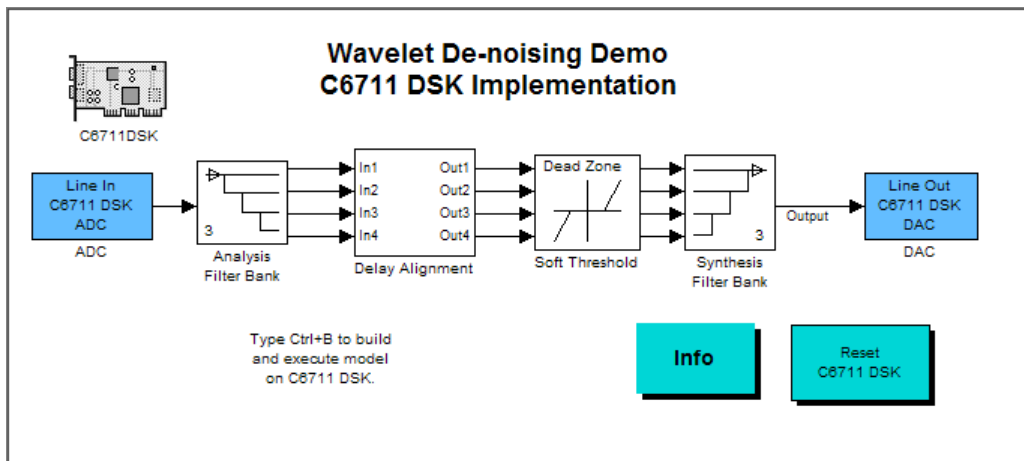 Wavelet De-noising Demo
C6711 DSK Implementation
C6711DSK
Line In
C6711 DSK
ADC
ADC
3
Analysis
Filter Bank
In1
In2
In3
In4
Out1
Out2
Out3
Out4
Delay Alignment
Dead Zone
Soft Threshold
3
Synthesis
Filter Bank
Output
Line Out
C6711 DSK
DAC
DAC
Type Ctrl+B to build
and execute model
on C6711 DSK.
Info
Reset
C6711 DSK